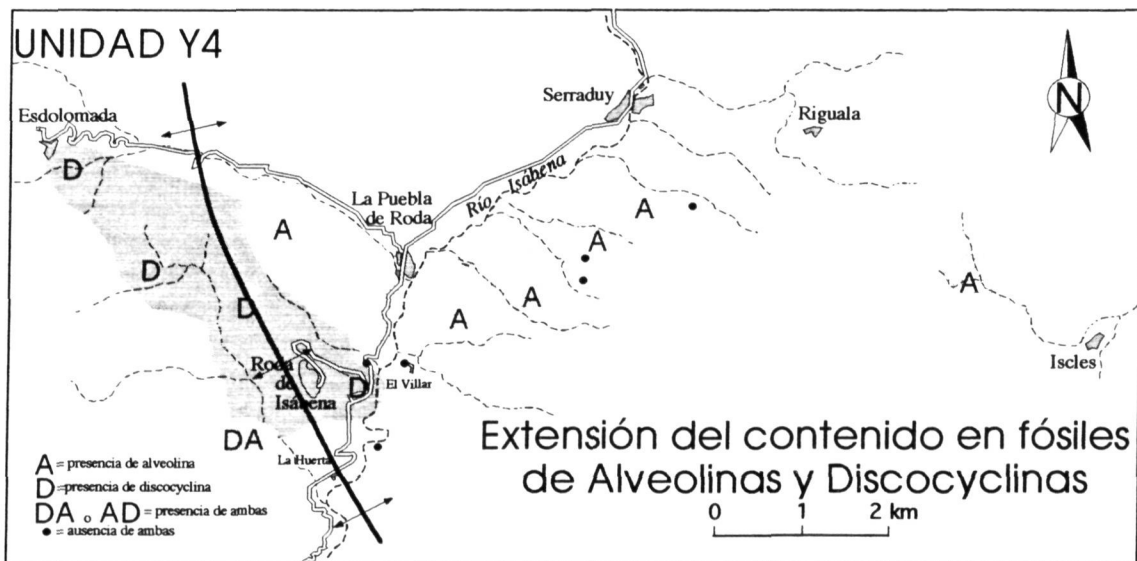 UNIDAD Y4
N
Esdolomada
Serraduy
Riguala
D
La Puebla
de Roda
Río Isábena
A
A
A
D
A
A
D
A
Roda
de
Isábena
D
El Villar
Iscles
DA
La Huerta
Extensión del contenido en fósiles
de Alveolinas y Discocyclinas
0 1 2 km
A = presencia de alveolina
D =presencia de discocyclina
DA o AD = presencia de ambas
• = ausencia de ambas